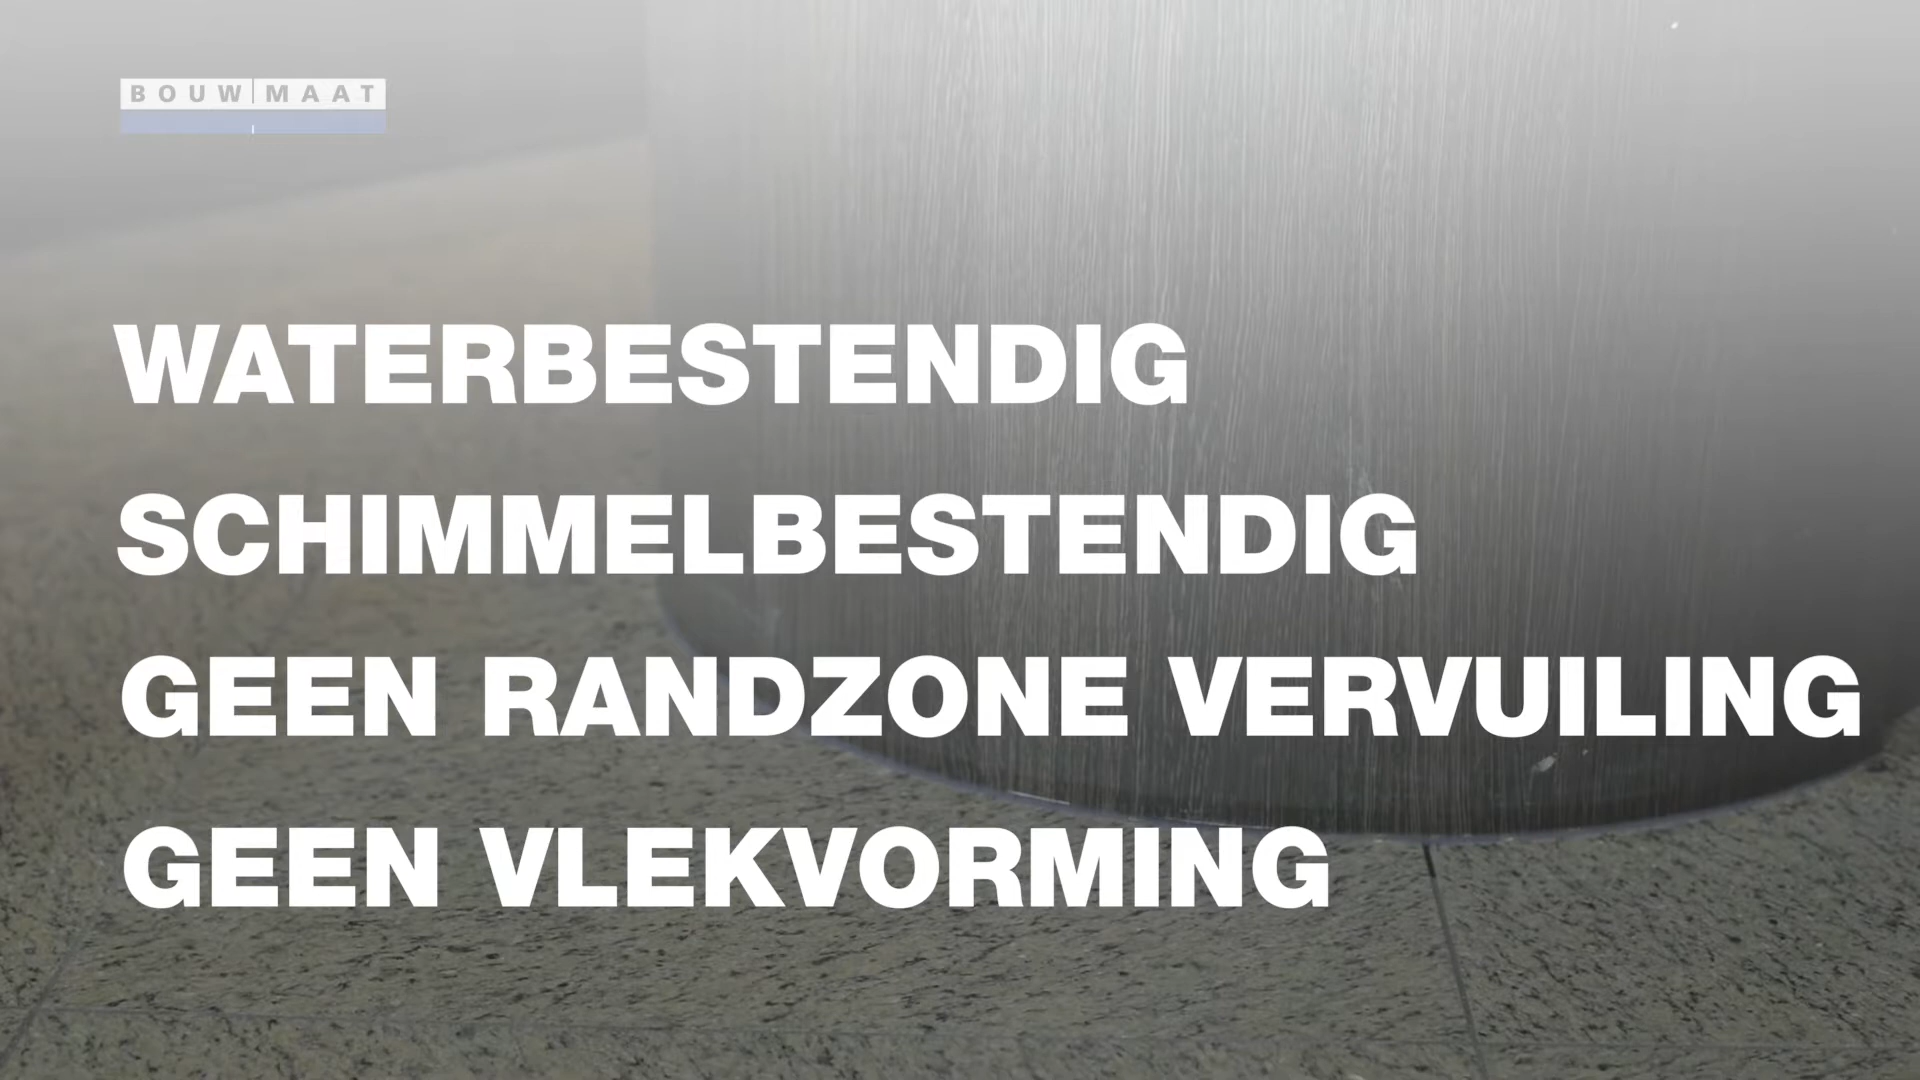 BOUW MAAT
WATERBESTENDIG
SCHIMMELBESTENDIG
GEEN RANDZONE VERVUILING
GEEN VLEKVORMING